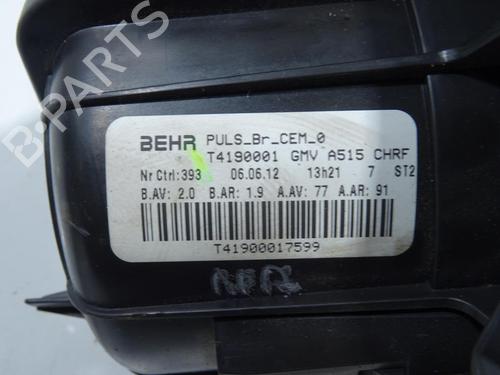 BEHR PULS_Br_CEM_0
T4190001 GMV A515 CHRF
Nr Ctrl:393 06.06.12 13h21 7 ST2
B.AV: 2.0 B.AR: 1.9 A.AV: 77 A.AR: 91
T41900017599
B-PARTS